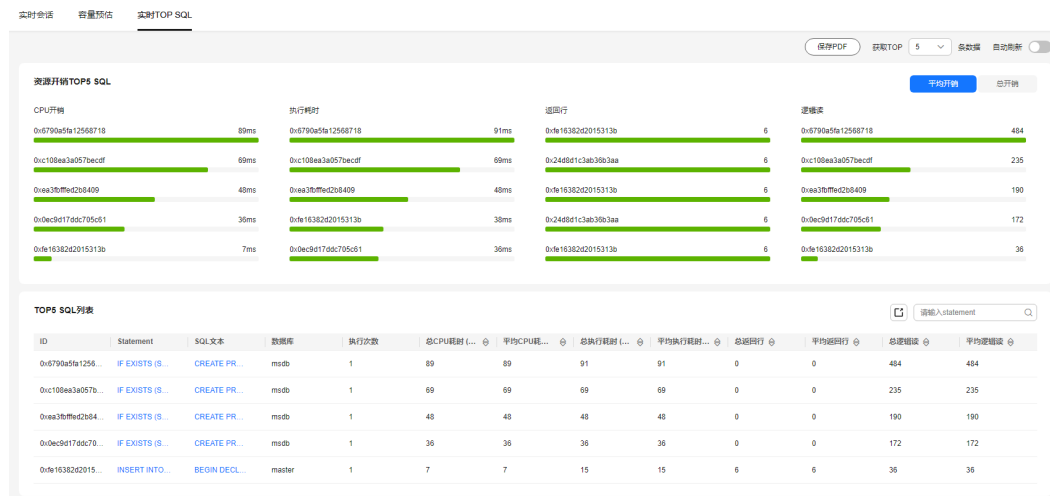 实时会话 容量预估 实时TOP SQL
保存PDF 获取TOP 5 条数据 自动刷新
资源开销TOP5 SQL 平均开销 总开销
CPU开销 执行耗时 返回行 逻辑读
0x6790a5fa12568718 89ms 0x6790a5fa12568718 91ms 0xfe16382d2015313b 6 0x6790a5fa12568718 484
0xc108ea3a057becdf 69ms 0xc108ea3a057becdf 69ms 0x24d8d1c3ab36b3aa 6 0xc108ea3a057becdf 235
0xea3fbfffed2b8409 48ms 0xea3fbfffed2b8409 48ms 0xfe16382d2015313b 6 0xea3fbfffed2b8409 190
0x0ec9d17ddc705c61 36ms 0xfe16382d2015313b 38ms 0x24d8d1c3ab36b3aa 6 0x0ec9d17ddc705c61 172
0xfe16382d2015313b 7ms 0x0ec9d17ddc705c61 36ms 0xfe16382d2015313b 6 0xfe16382d2015313b 36
TOP5 SQL列表 请输入statement
ID Statement SQL文本 数据库 执行次数 总CPU耗时 (... 平均CPU耗... 总执行耗时 (... 平均执行耗时... 总返回行 平均返回行 总逻辑读 平均逻辑读
0x6790a5fa1256... IF EXISTS (S... CREATE PR... msdb 1 89 89 91 91 0 0 484 484
0xc108ea3a057b... IF EXISTS (S... CREATE PR... msdb 1 69 69 69 69 0 0 235 235
0xea3fbfffed2b84... IF EXISTS (S... CREATE PR... msdb 1 48 48 48 48 0 0 190 190
0x0ec9d17ddc70... IF EXISTS (S... CREATE PR... msdb 1 36 36 36 36 0 0 172 172
0xfe16382d2015... INSERT INTO... BEGIN DECL... master 1 7 7 15 15 6 6 36 36